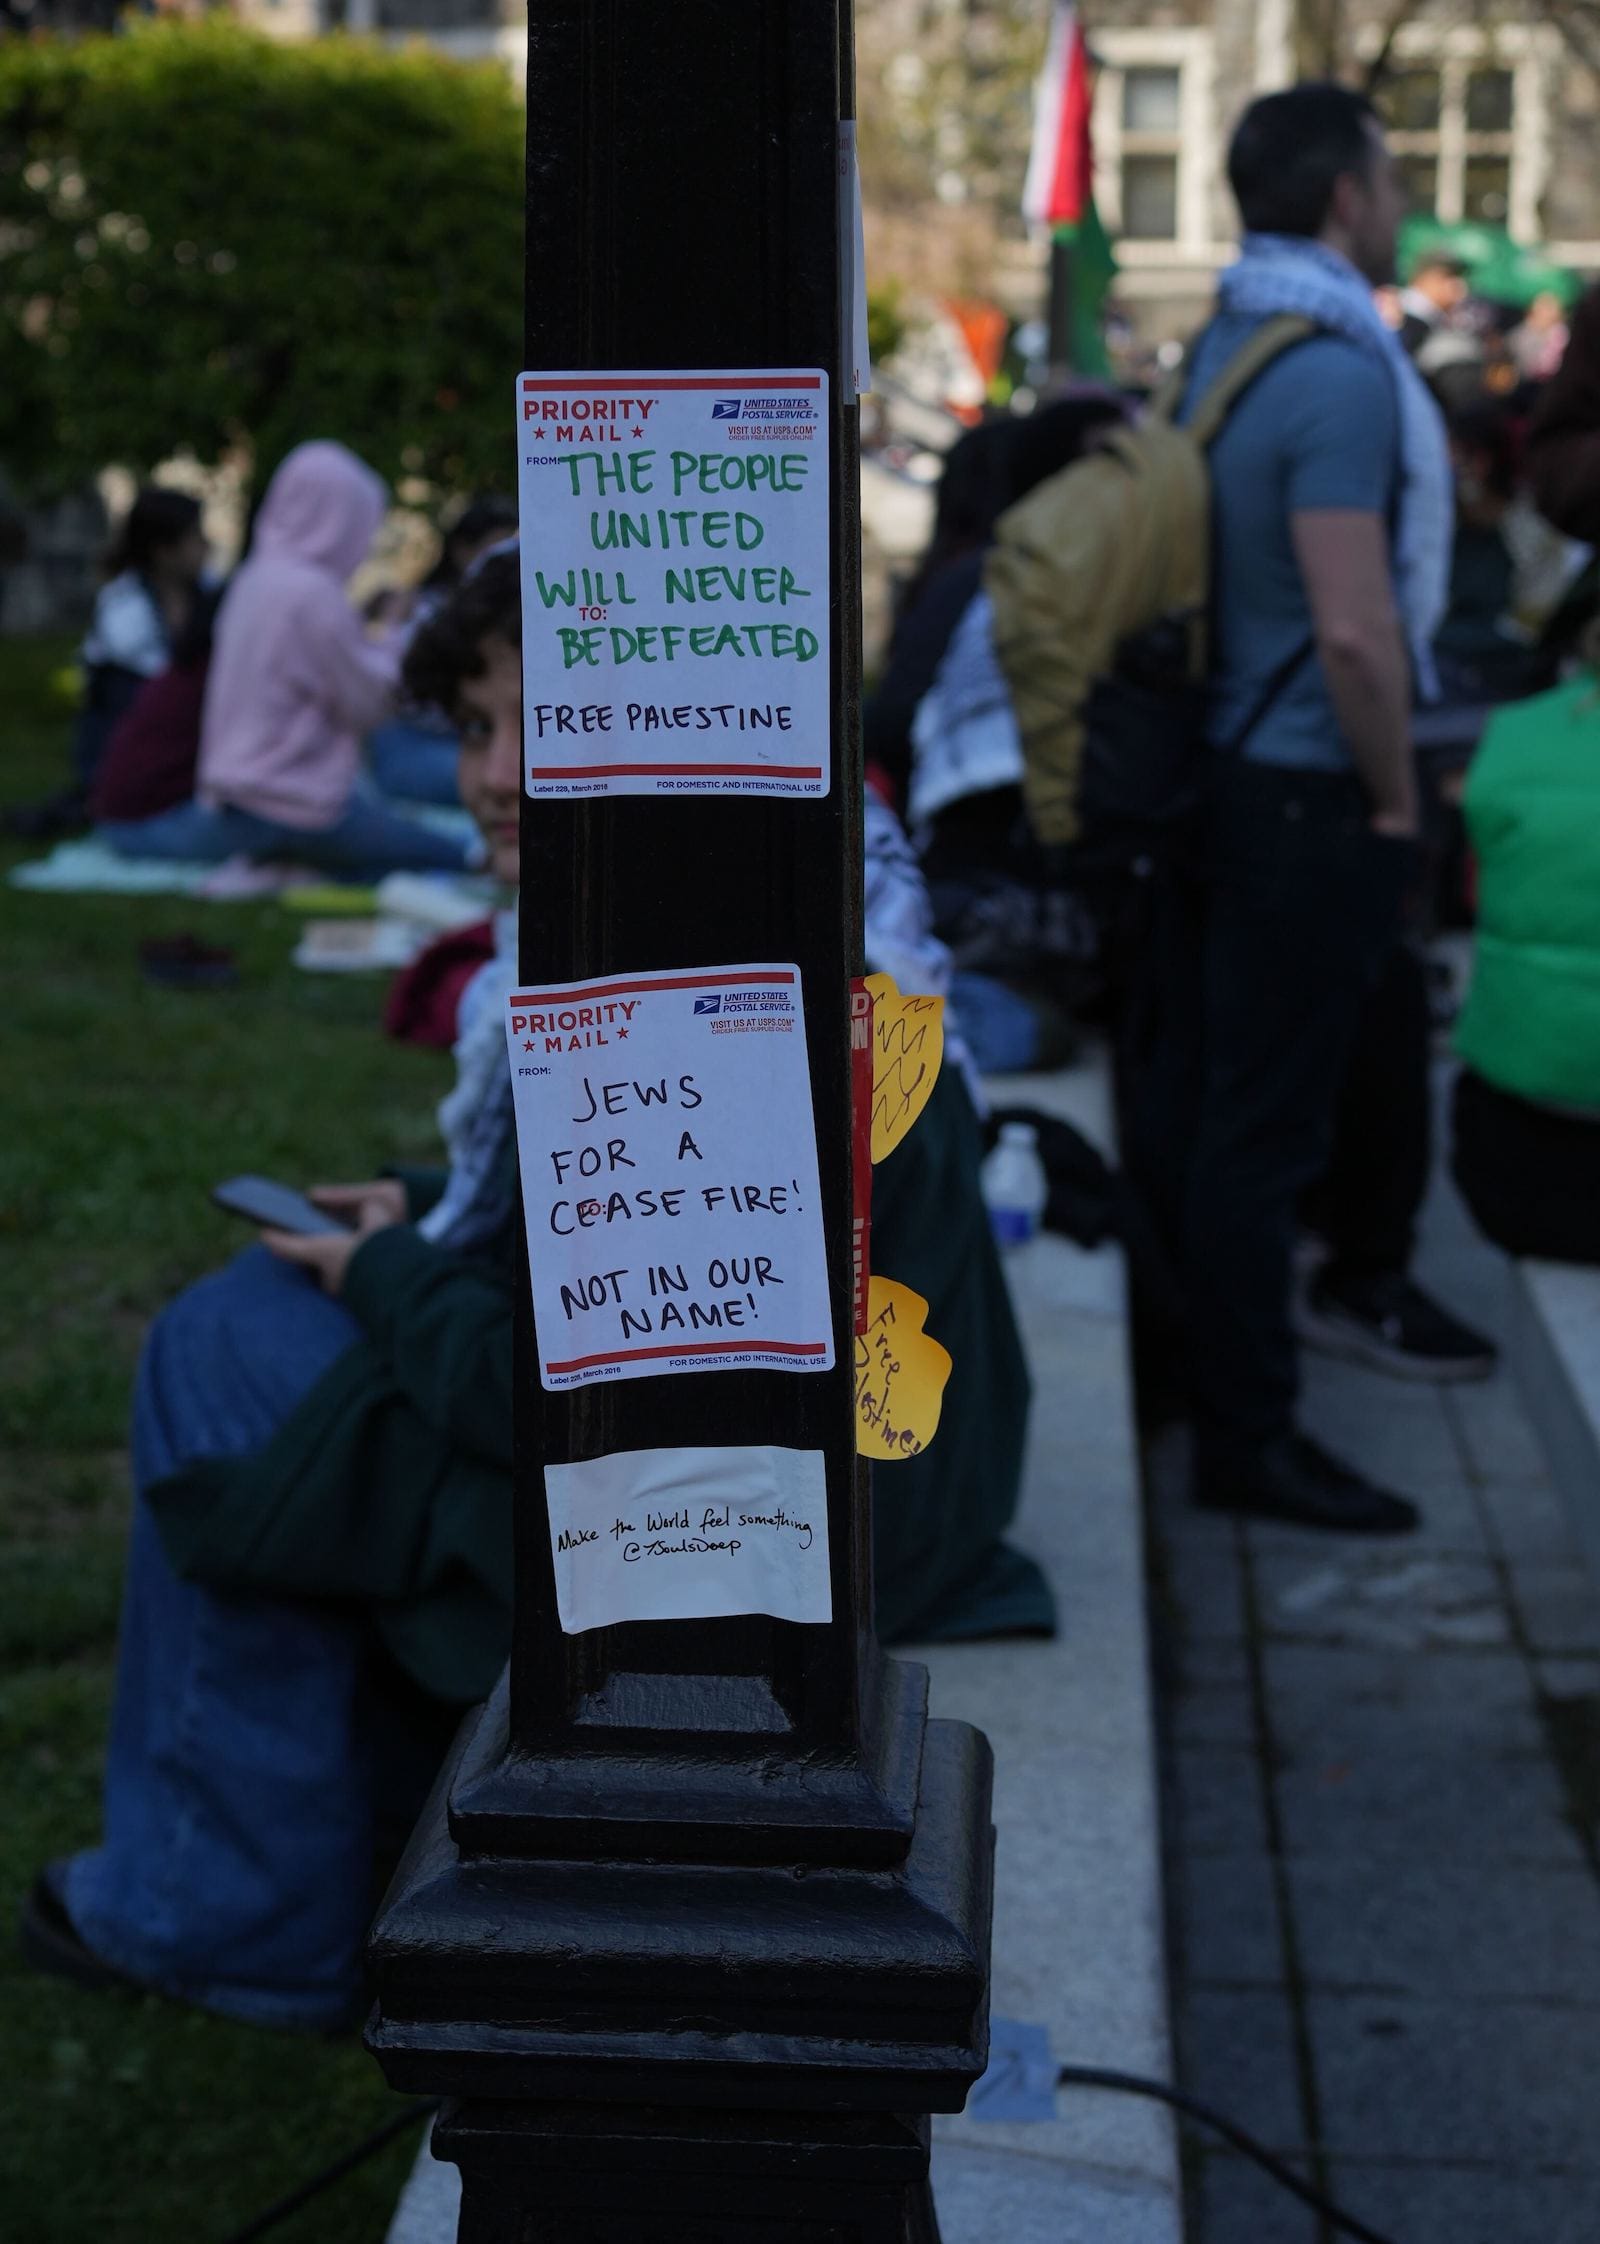 PRIORITY
★ MAIL ★
UNITED STATES
POSTAL SERVICE®
VISIT US AT USPS.COM®
ORDER FREE SUPPLIES ONLINE
FROM:
THE PEOPLE
UNITED
WILL NEVER
TO:
BE DEFEATED
FREE PALESTINE
Label 228, March 2016
FOR DOMESTIC AND INTERNATIONAL USE
PRIORITY®
★ MAIL ★
UNITED STATES
POSTAL SERVICE®
VISIT US AT USPS.COM®
ORDER FREE SUPPLIES ONLINE
FROM:
JEWS
FOR A
CEASE FIRE!
TO:
NOT IN OUR
NAME!
Label 228, March 2016
FOR DOMESTIC AND INTERNATIONAL USE
Free
Make the World feel something
@7SoulsDeep